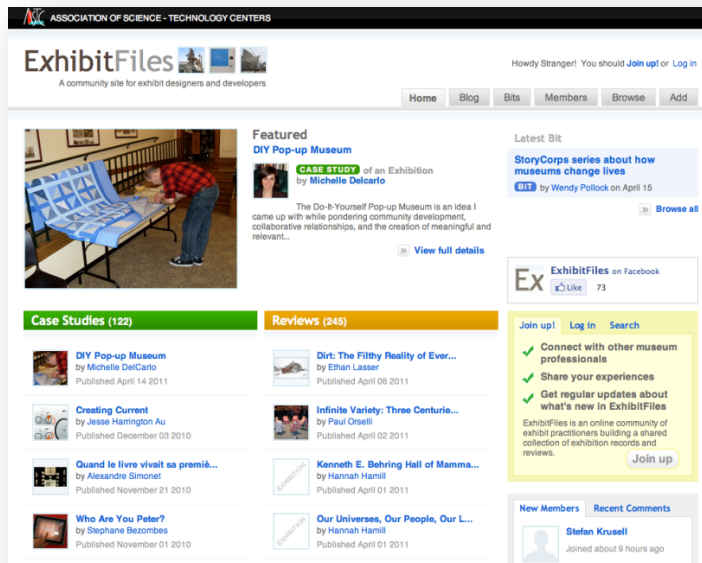 ASTC ASSOCIATION OF SCIENCE - TECHNOLOGY CENTERS
ExhibitFiles
A community site for exhibit designers and developers
Howdy Stranger! You should Join up! or Log in
Home Blog Bits Members Browse Add
Featured
DIY Pop-up Museum
CASE STUDY of an Exhibition
by Michelle Delcarlo
The Do-It-Yourself Pop-up Museum is an idea I
came up with while pondering community development,
collaborative relationships, and the creation of meaningful and
relevant...
» View full details
Latest Bit
StoryCorps series about how
museums change lives
BIT by Wendy Pollock on April 15
» Browse all
Ex
ExhibitFiles on Facebook
Like 73
Case Studies (122)
DIY Pop-up Museum
by Michelle DelCarlo
Published April 14 2011
Creating Current
by Jesse Harrington Au
Published December 03 2010
Quand le livre vivait sa premiè...
by Alexandre Simonet
Published November 21 2010
Who Are You Peter?
by Stephane Bezombes
Published November 01 2010
Reviews (245)
Dirt: The Filthy Reality of Ever...
by Ethan Lasser
Published April 06 2011
Infinite Variety: Three Centurie...
by Paul Orselli
Published April 02 2011
EXHIBITION
Kenneth E. Behring Hall of Mamma...
by Hannah Hamill
Published April 01 2011
EXHIBITION
Our Universes, Our People, Our L...
by Hannah Hamill
Published April 01 2011
Join up! Log in Search
Connect with other museum
professionals
Share your experiences
Get regular updates about
what's new in ExhibitFiles
ExhibitFiles is an online community of
exhibit practitioners building a shared
collection of exhibition records and
reviews.
Join up
New Members Recent Comments
Stefan Krusell
Joined about 9 hours ago